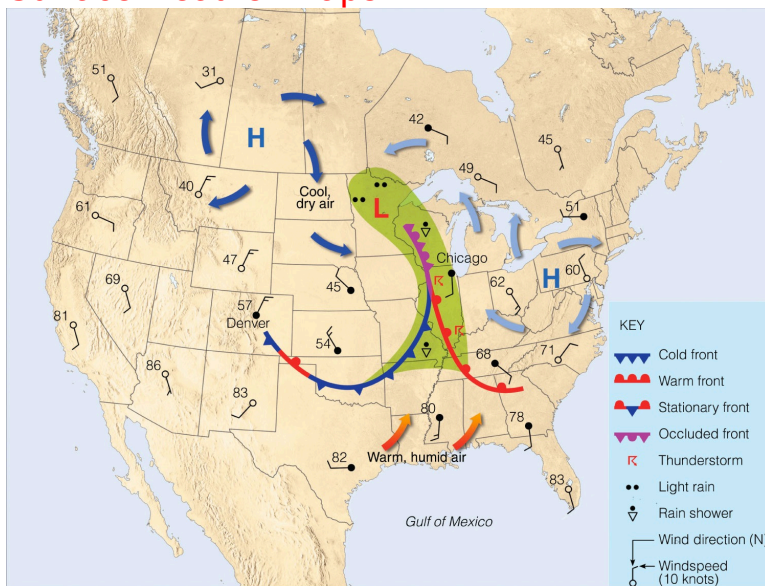 51
31
H
42
45
49
40
Cool,
dry air
L
61
51
47
Chicago
H
60
69
45
62
57
Denver
81
54
68
71
86
83
80
78
82
Warm, humid air
83
Gulf of Mexico
KEY
Cold front
Warm front
Stationary front
Occluded front
Thunderstorm
Light rain
Rain shower
Wind direction (N)
Windspeed
(10 knots)